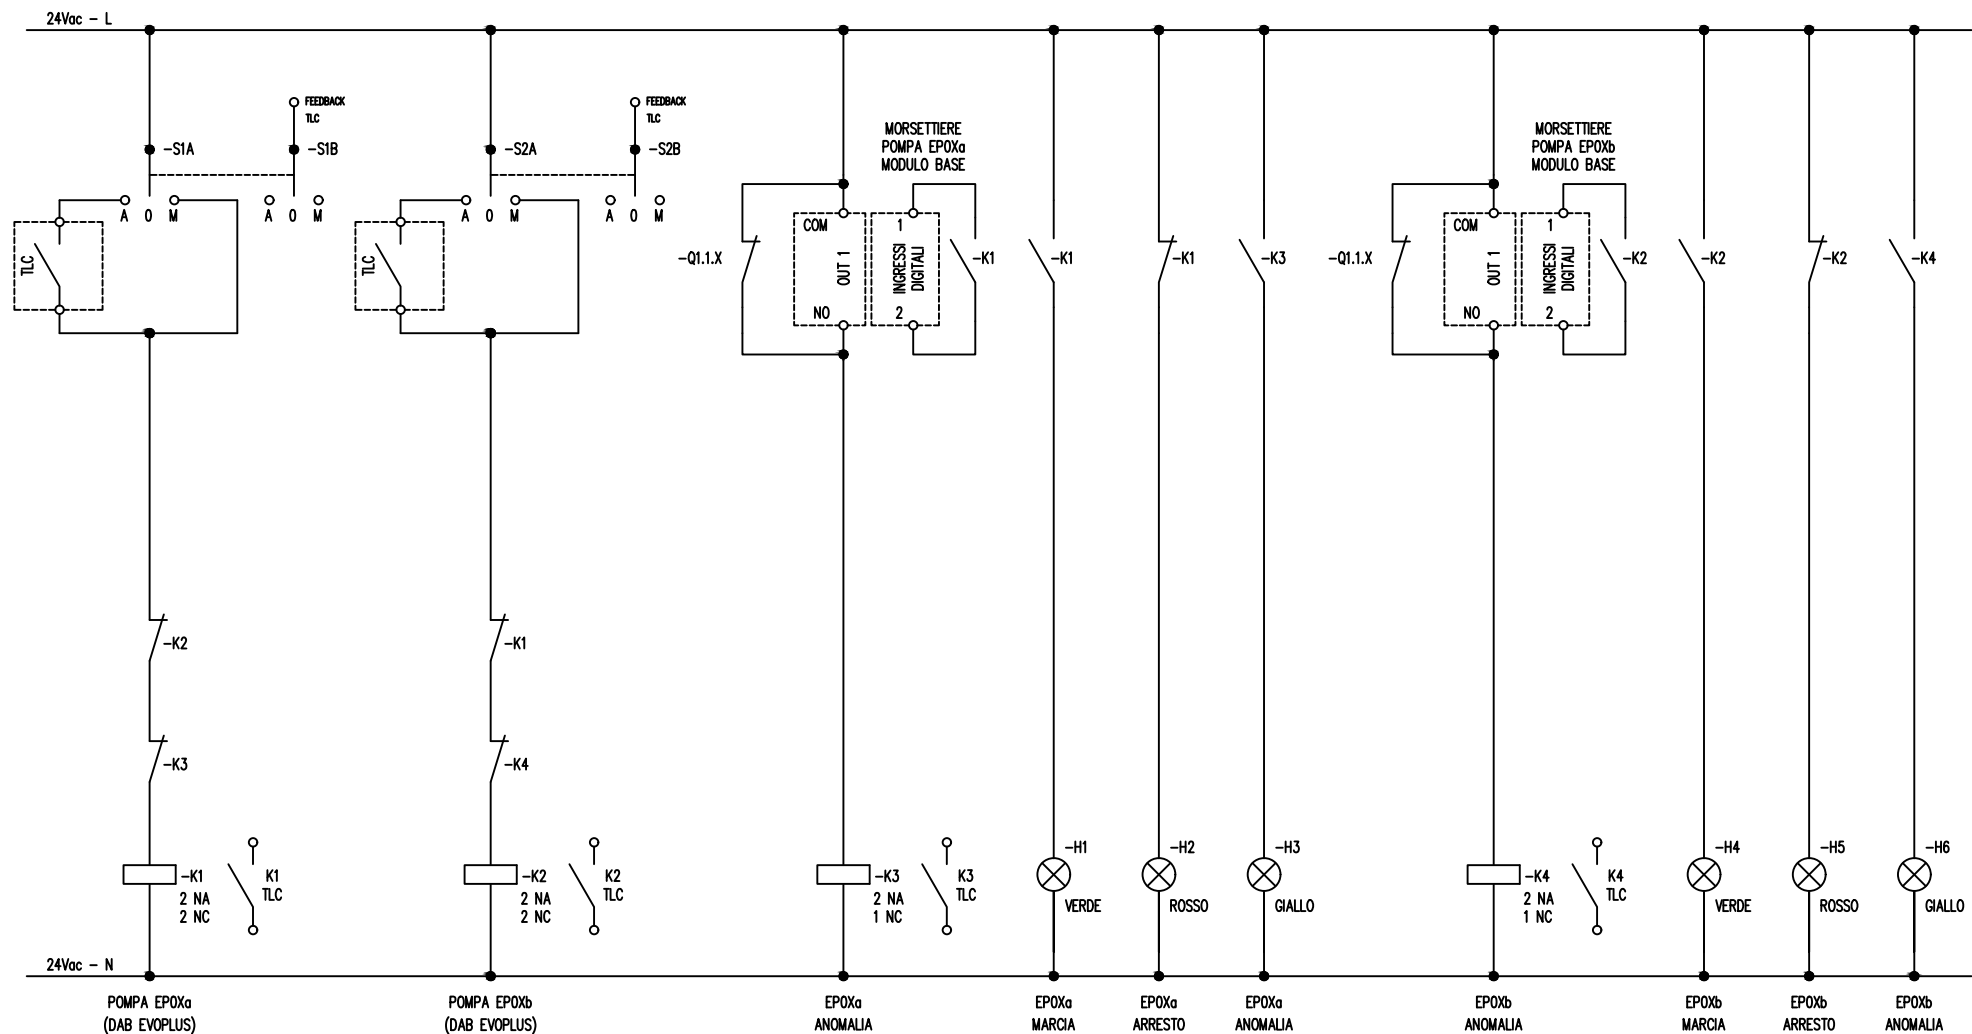 24Vac - L
FEEDBACK
TLC
-S1A
-S1B
A 0 M
A 0 M
TLC
FEEDBACK
TLC
-S2A
-S2B
A 0 M
A 0 M
TLC
MORSETTIERE
POMPA EPOXa
MODULO BASE
-Q1.1.X
COM
OUT 1
NO
1
INGRESSI
DIGITALI
2
-K1
-K1
-K1
-K3
MORSETTIERE
POMPA EPOXb
MODULO BASE
-Q1.1.X
COM
OUT 1
NO
1
INGRESSI
DIGITALI
2
-K2
-K2
-K2
-K4
-K2
-K1
-K3
-K4
-K1
2 NA
2 NC
K1
TLC
-K2
2 NA
2 NC
K2
TLC
-K3
2 NA
1 NC
K3
TLC
-H1
VERDE
-H2
ROSSO
-H3
GIALLO
-K4
2 NA
1 NC
K4
TLC
-H4
VERDE
-H5
ROSSO
-H6
GIALLO
24Vac - N
POMPA EPOXa
(DAB EVOPLUS)
POMPA EPOXb
(DAB EVOPLUS)
EPOXa
ANOMALIA
EPOXa
MARCIA
EPOXa
ARRESTO
EPOXa
ANOMALIA
EPOXb
ANOMALIA
EPOXb
MARCIA
EPOXb
ARRESTO
EPOXb
ANOMALIA